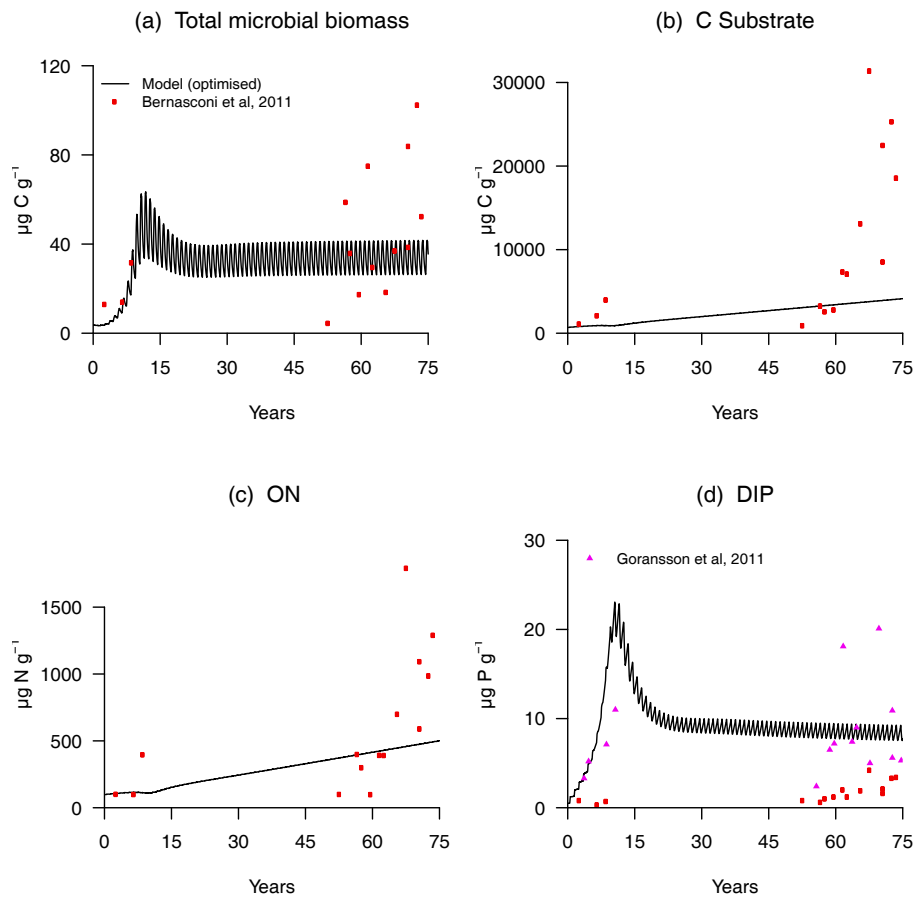 (a) Total microbial biomass
120
80
40
0
µg C g⁻¹
Model (optimised)
Bernasconi et al, 2011
0 15 30 45 60 75
Years
(b) C Substrate
30000
20000
10000
0
µg C g⁻¹
0 15 30 45 60 75
Years
(c) ON
1500
1000
500
0
µg N g⁻¹
0 15 30 45 60 75
Years
(d) DIP
30
20
10
0
µg P g⁻¹
Goransson et al, 2011
0 15 30 45 60 75
Years